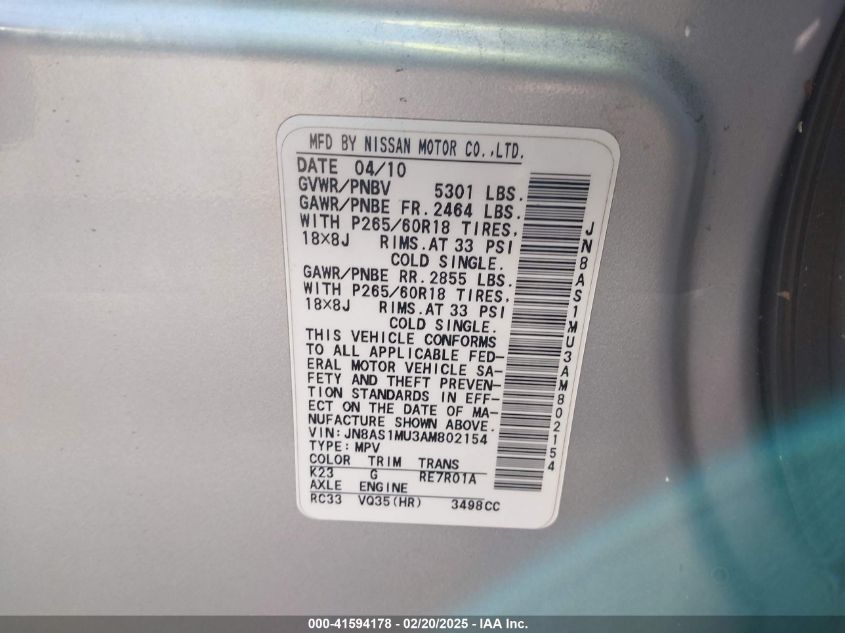 MFD BY NISSAN MOTOR CO.,LTD.
DATE 04/10
GVWR/PNBV 5301 LBS.
GAWR/PNBE FR. 2464 LBS.
WITH P265/60R18 TIRES,
18X8J RIMS. AT 33 PSI
COLD SINGLE.
GAWR/PNBE RR. 2855 LBS.
WITH P265/60R18 TIRES,
18X8J RIMS. AT 33 PSI
COLD SINGLE.
THIS VEHICLE CONFORMS
TO ALL APPLICABLE FED-
ERAL MOTOR VEHICLE SA-
FETY AND THEFT PREVEN-
TION STANDARDS IN EFF-
ECT ON THE DATE OF MA-
NUFACTURE SHOWN ABOVE.
VIN: JN8AS1MU3AM802154
TYPE: MPV
COLOR TRIM TRANS
K23 G RE7R01A
AXLE ENGINE
RC33 VQ35(HR) 3498CC
JN8AS1MU3AM802154
000-41594178 — 02/20/2025 — IAA Inc.